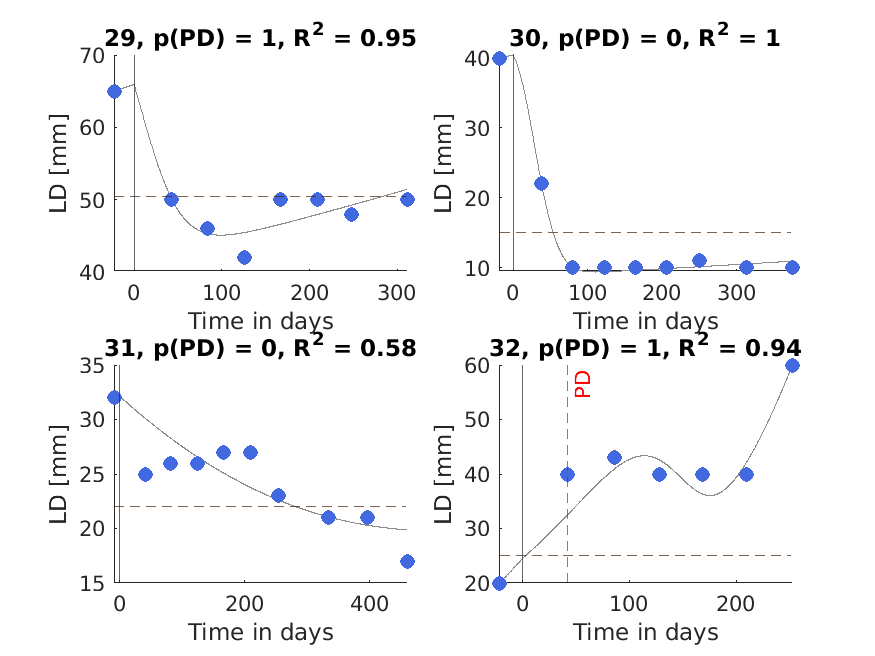 29, p(PD) = 1, R² = 0.95
70
60
50
40
LD [mm]
0
100
200
300
Time in days
30, p(PD) = 0, R² = 1
40
30
20
10
LD [mm]
0
100
200
300
Time in days
31, p(PD) = 0, R² = 0.58
35
30
25
20
15
LD [mm]
0
200
400
Time in days
32, p(PD) = 1, R² = 0.94
PD
60
50
40
30
20
LD [mm]
0
100
200
Time in days